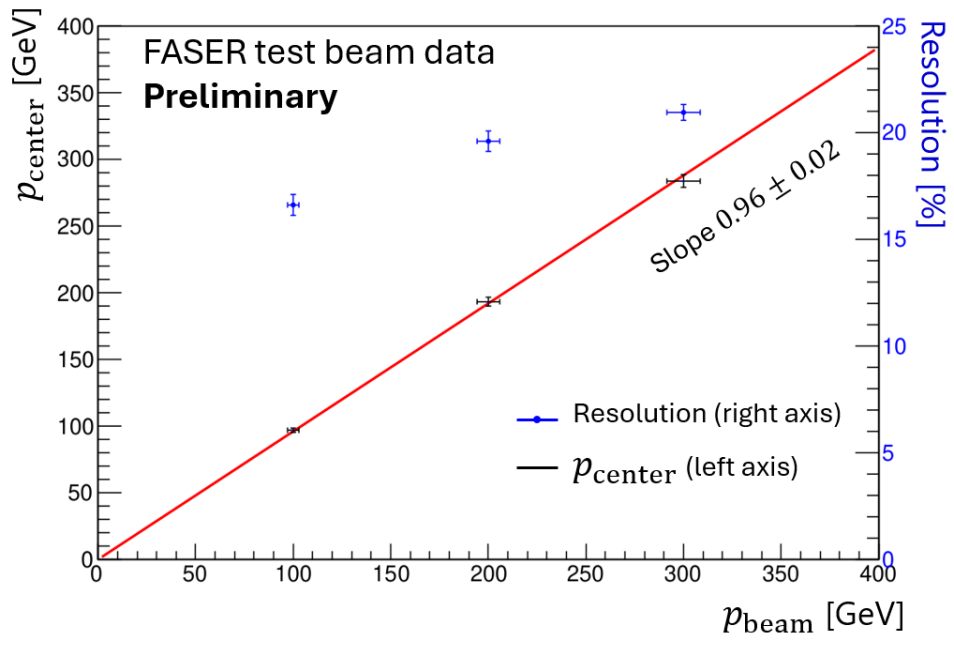 FASER test beam data
Preliminary
p_center [GeV]
400
350
300
250
200
150
100
50
0
Resolution [%]
25
20
15
10
5
0
Slope 0.96 ± 0.02
Resolution (right axis)
p_center (left axis)
0 50 100 150 200 250 300 350 400
p_beam [GeV]